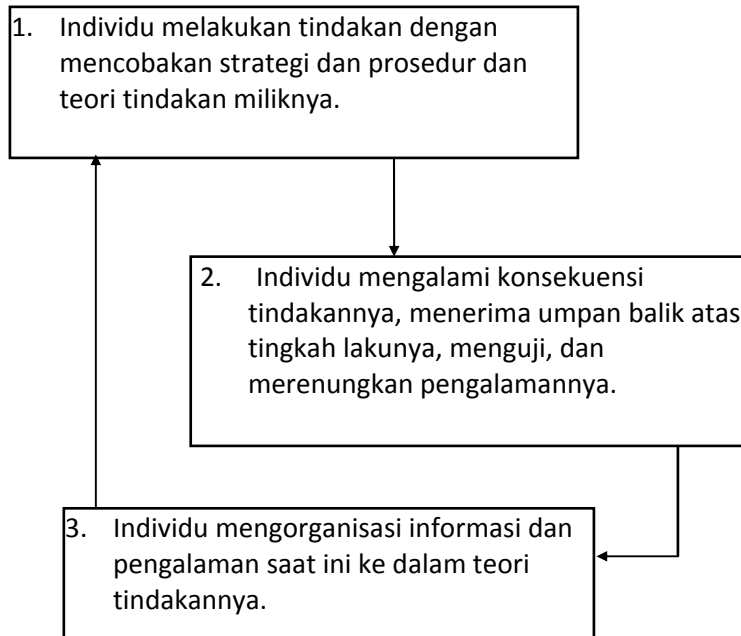 1. Individu melakukan tindakan dengan
mencobakan strategi dan prosedur dan
teori tindakan miliknya.
2. Individu mengalami konsekuensi
tindakannya, menerima umpan balik atas
tingkah lakunya, menguji, dan
merenungkan pengalamannya.
3. Individu mengorganisasi informasi dan
pengalaman saat ini ke dalam teori
tindakannya.